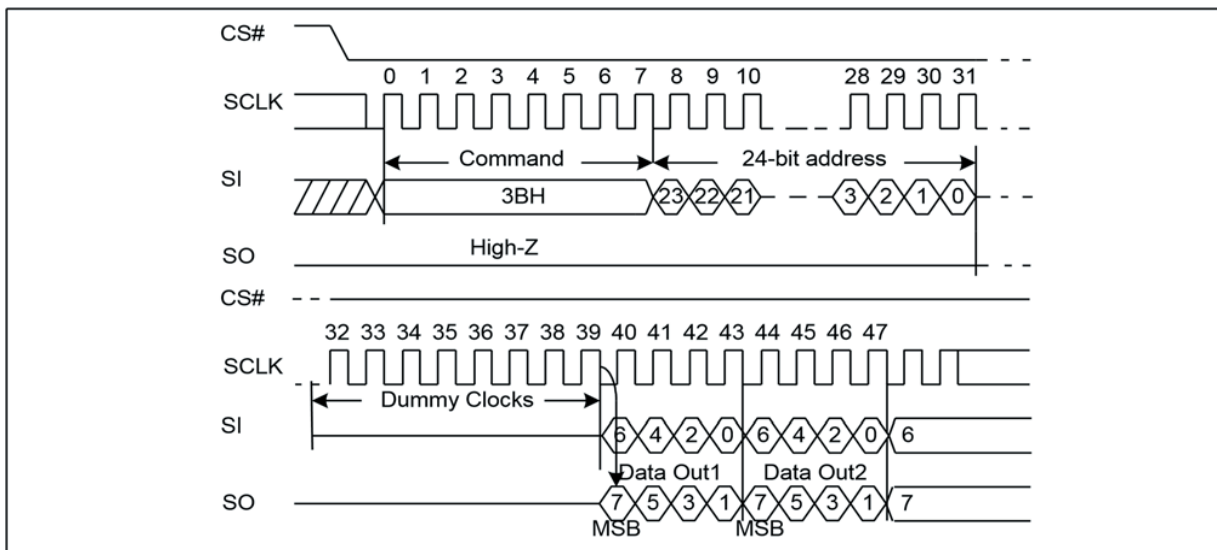 CS#
0 1 2 3 4 5 6 7 8 9 10 28 29 30 31
SCLK
Command 24-bit address
SI 3BH 23 22 21 3 2 1 0
High-Z
SO
CS#
32 33 34 35 36 37 38 39 40 41 42 43 44 45 46 47
SCLK
Dummy Clocks
SI 6 4 2 0 6 4 2 0 6
Data Out1 Data Out2
SO 7 5 3 1 7 5 3 1 7
MSB MSB